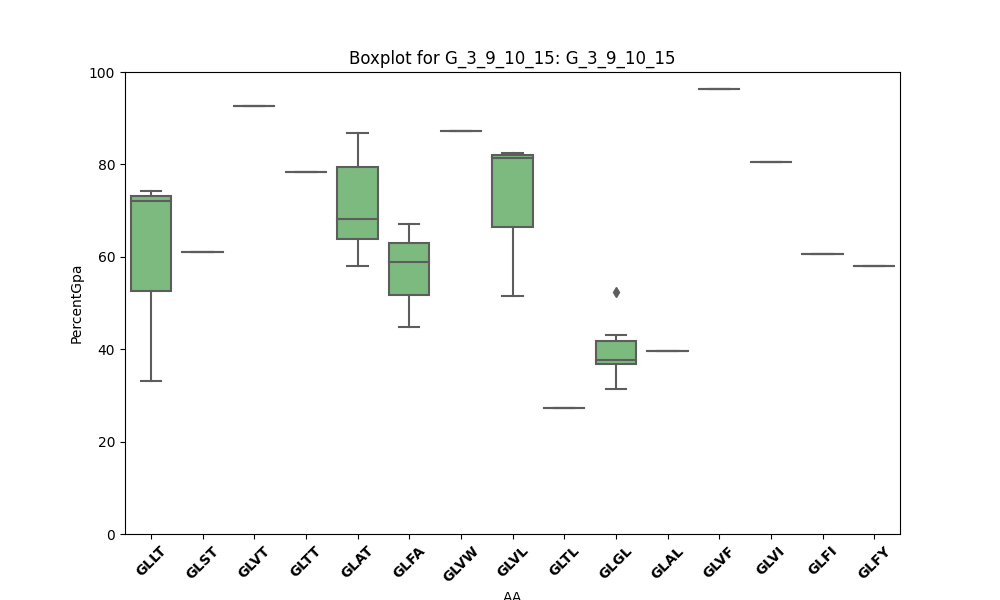 Boxplot for G_3_9_10_15: G_3_9_10_15
100
80
60
40
20
0
PercentGpa
GLLT GLST GLVT GLTT GLAT GLFA GLVW GLVL GLTL GLGL GLAL GLVF GLVI GLFI GLFY
AA